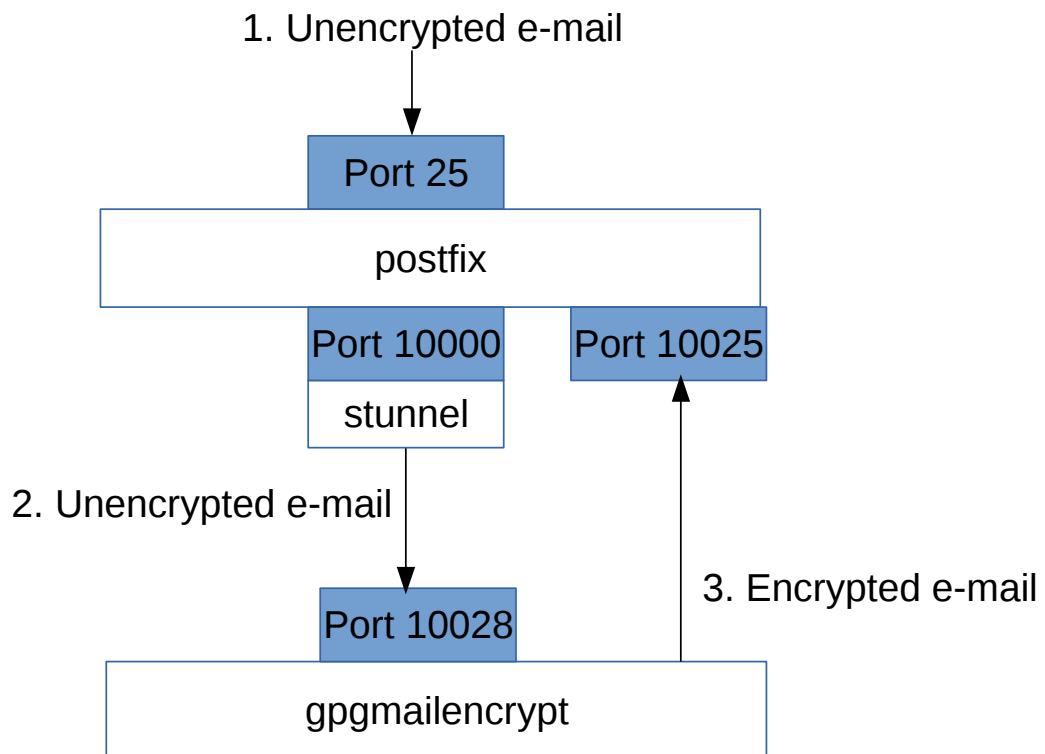 1. Unencrypted e-mail
Port 25
postfix
Port 10000
Port 10025
stunnel
2. Unencrypted e-mail
3. Encrypted e-mail
Port 10028
gpgmailencrypt